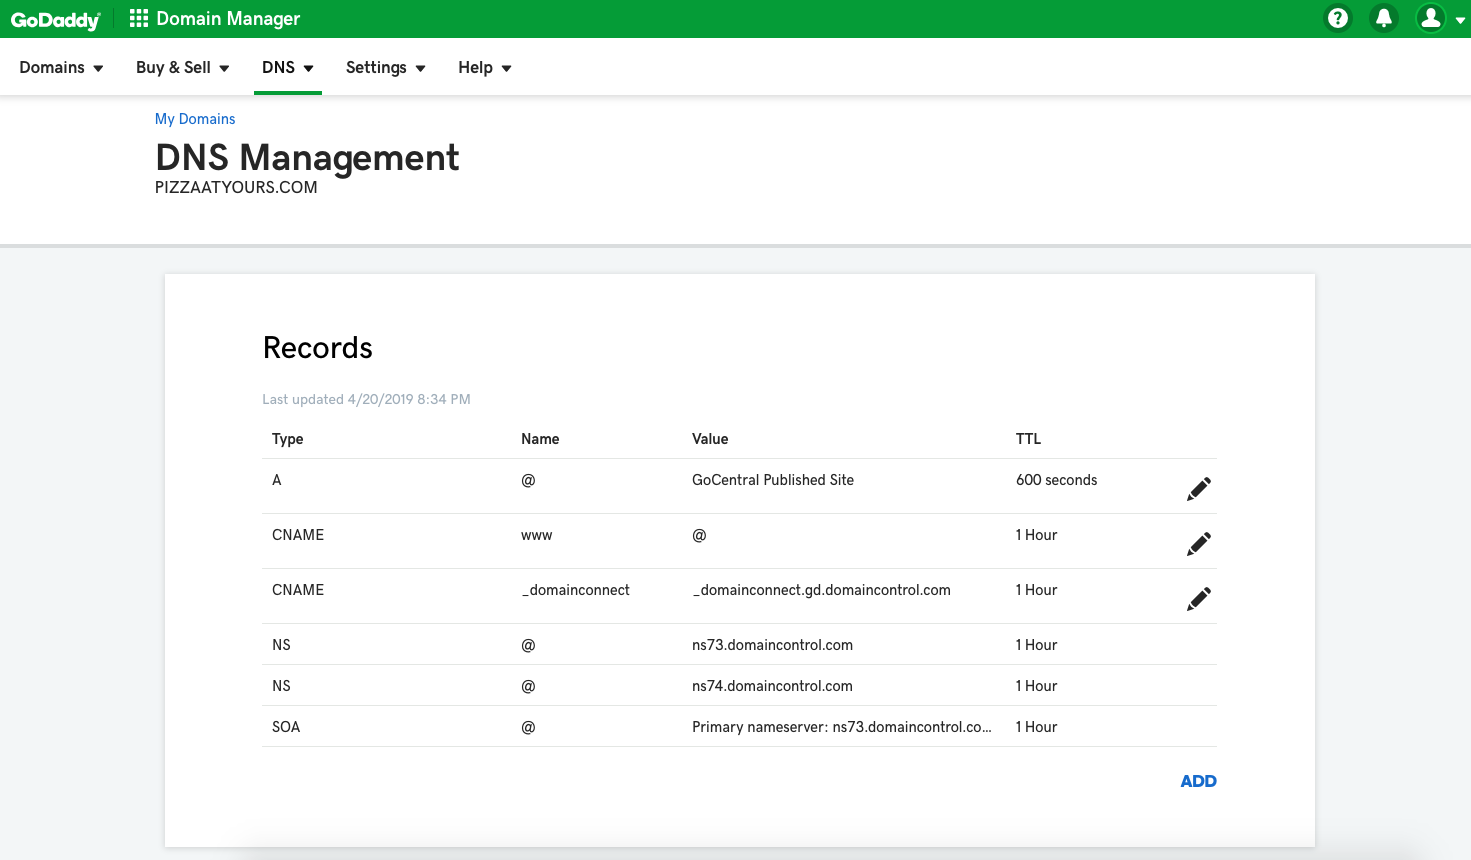 GoDaddy Domain Manager
Domains Buy & Sell DNS Settings Help
My Domains
DNS Management
PIZZAATYOURS.COM
Records
Last updated 4/20/2019 8:34 PM
Type Name Value TTL
A @ GoCentral Published Site 600 seconds
CNAME www @ 1 Hour
CNAME _domainconnect _domainconnect.gd.domaincontrol.com 1 Hour
NS @ ns73.domaincontrol.com 1 Hour
NS @ ns74.domaincontrol.com 1 Hour
SOA @ Primary nameserver: ns73.domaincontrol.co... 1 Hour
ADD